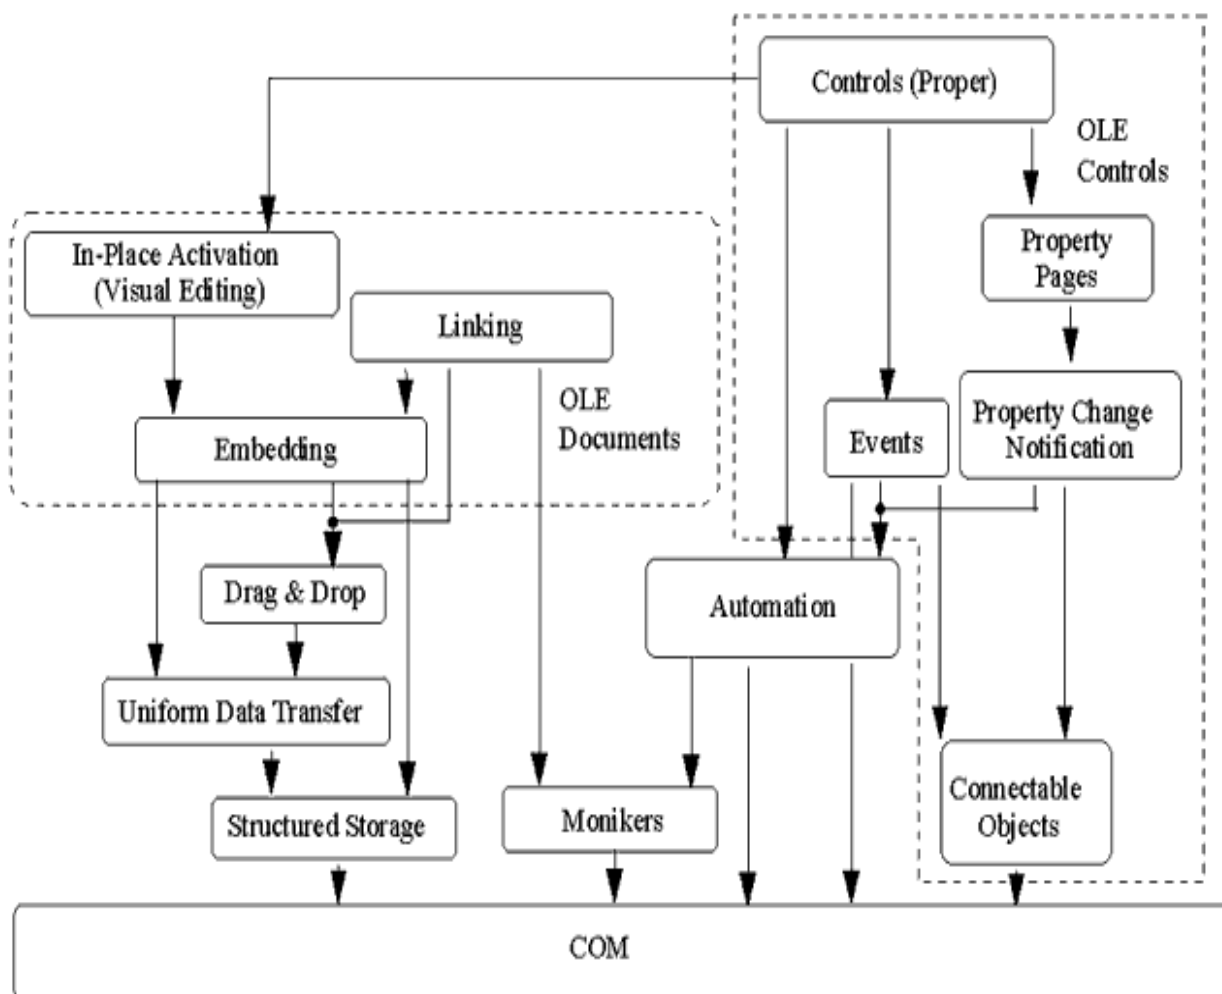 Controls (Proper)
OLE
Controls
In-Place Activation
(Visual Editing)
Property
Pages
Linking
OLE
Documents
Property Change
Notification
Events
Embedding
Drag & Drop
Automation
Uniform Data Transfer
Connectable
Objects
Structured Storage
Monikers
COM